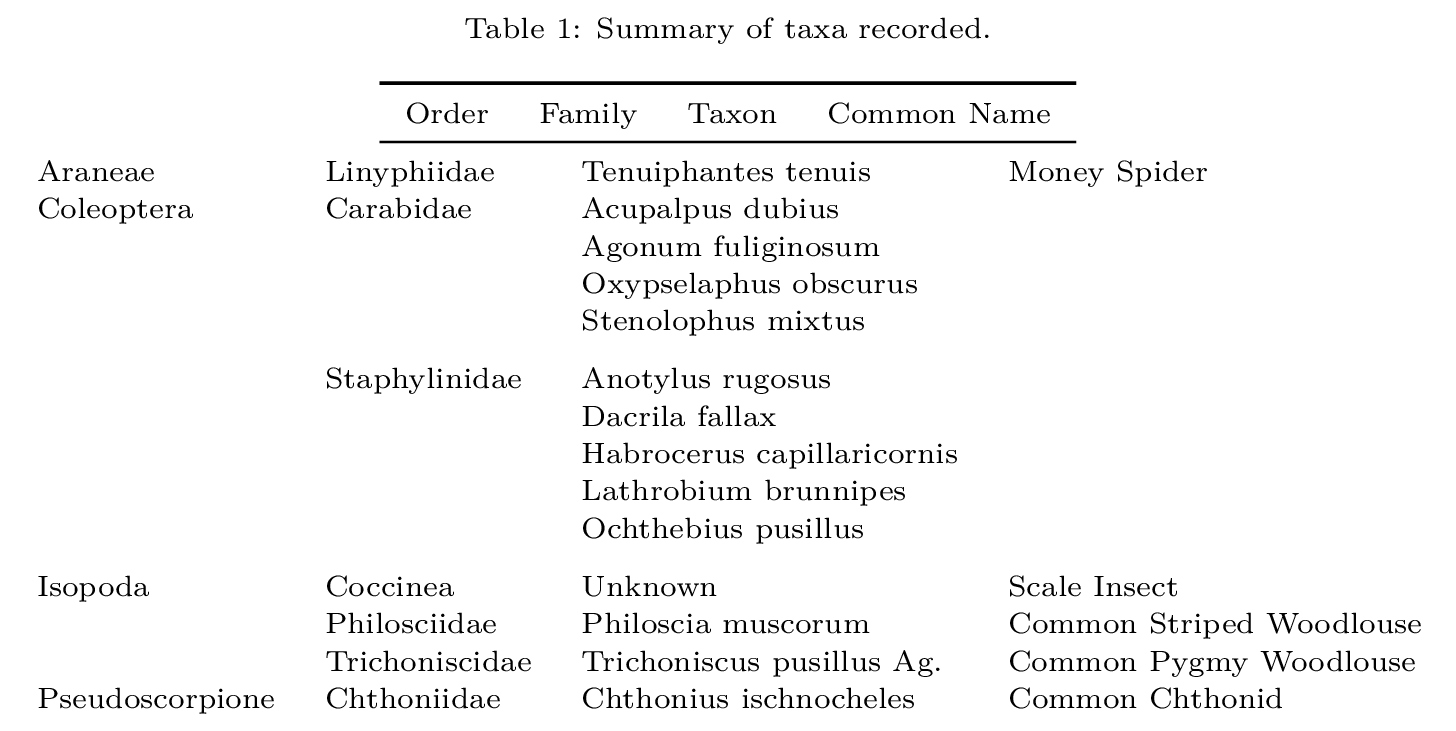 Table 1: Summary of taxa recorded.
Order Family Taxon Common Name
Araneae Linyphiidae Tenuiphantes tenuis Money Spider
Coleoptera Carabidae Acupalpus dubius
Agonum fuliginosum
Oxypselaphus obscurus
Stenolophus mixtus
Staphylinidae Anotylus rugosus
Dacrila fallax
Habrocerus capillaricornis
Lathrobium brunnipes
Ochthebius pusillus
Isopoda Coccinea Unknown Scale Insect
Philosciidae Philoscia muscorum Common Striped Woodlouse
Trichoniscidae Trichoniscus pusillus Ag. Common Pygmy Woodlouse
Pseudoscorpione Chthoniidae Chthonius ischnocheles Common Chthonid